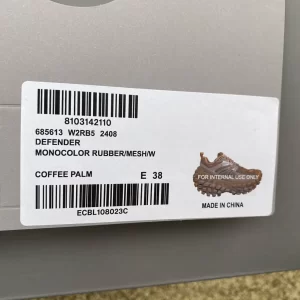 8103142110
685613 W2RB5 2408
DEFENDER
MONOCOLOR RUBBER/MESH/W
COFFEE PALM E 38
FOR INTERNAL USE ONLY
MADE IN CHINA
ECBL108023C